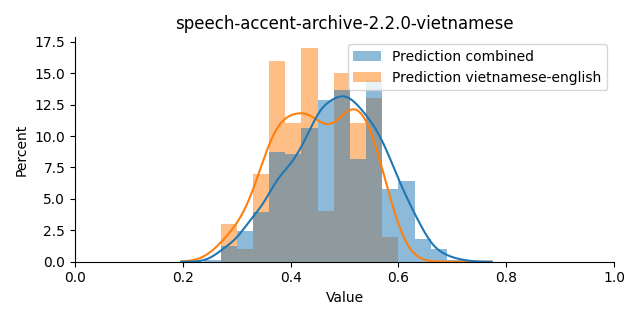 speech-accent-archive-2.2.0-vietnamese
Prediction combined
Prediction vietnamese-english
Percent
17.5
15.0
12.5
10.0
7.5
5.0
2.5
0.0
0.0
0.2
0.4
0.6
0.8
1.0
Value